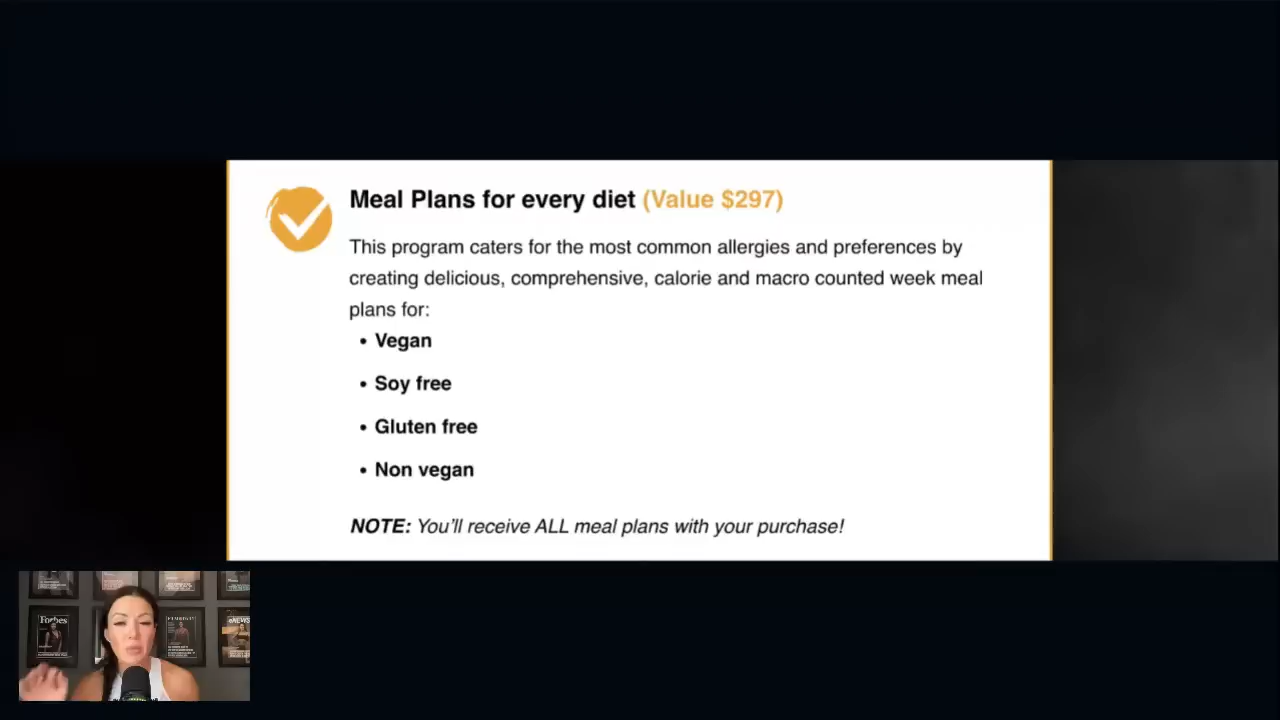 Meal Plans for every diet (Value $297)
This program caters for the most common allergies and preferences by
creating delicious, comprehensive, calorie and macro counted week meal
plans for:
• Vegan
• Soy free
• Gluten free
• Non vegan
NOTE: You'll receive ALL meal plans with your purchase!
Forbes
eNEWS